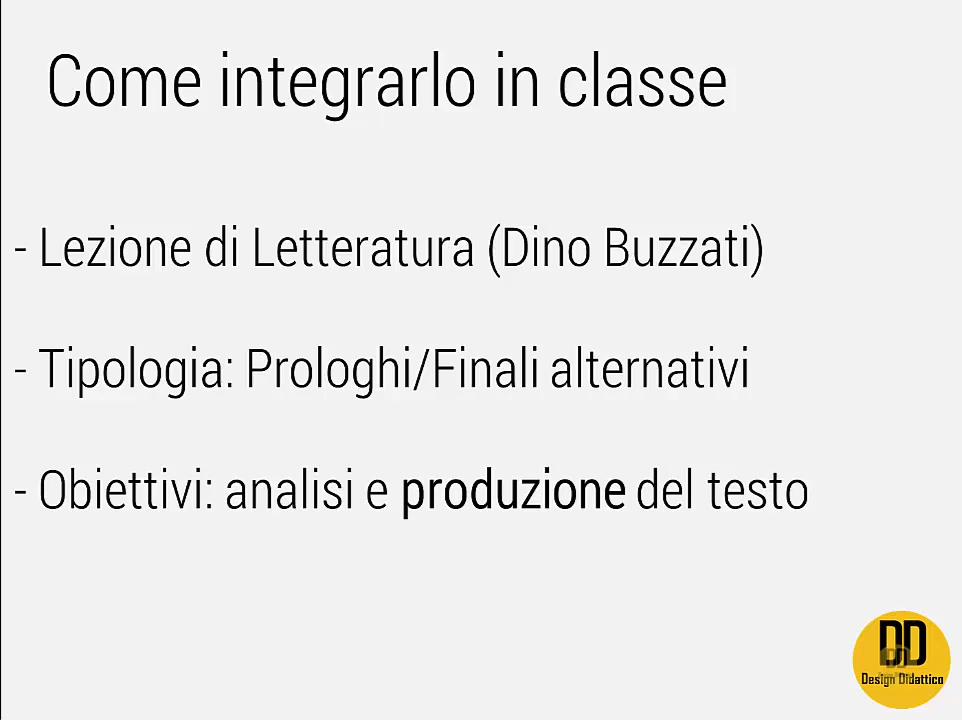 Come integrarlo in classe
- Lezione di Letteratura (Dino Buzzati)
- Tipologia: Prologhi/Finali alternativi
- Obiettivi: analisi e produzione del testo
DD
Design Didattico